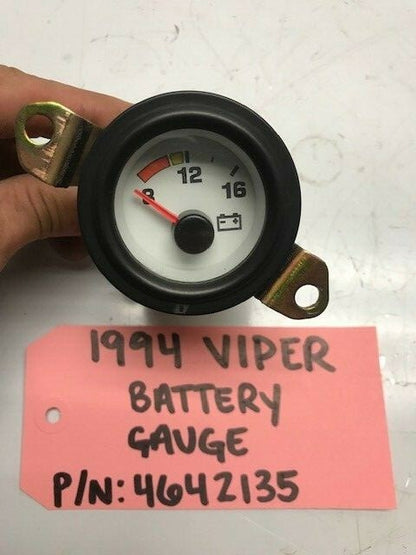 8 12 16
1994 VIPER
BATTERY
GAUGE
P/N: 4642135